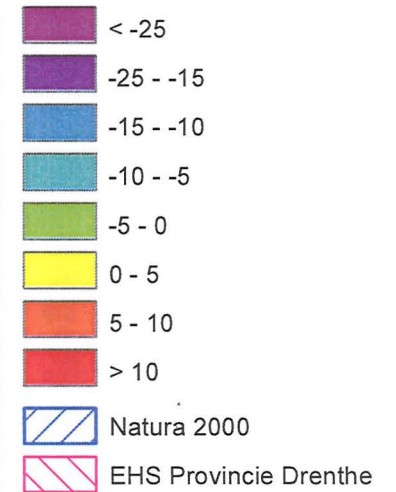 < -25
-25 - -15
-15 - -10
-10 - -5
-5 - 0
0 - 5
5 - 10
> 10
Natura 2000
EHS Provincie Drenthe